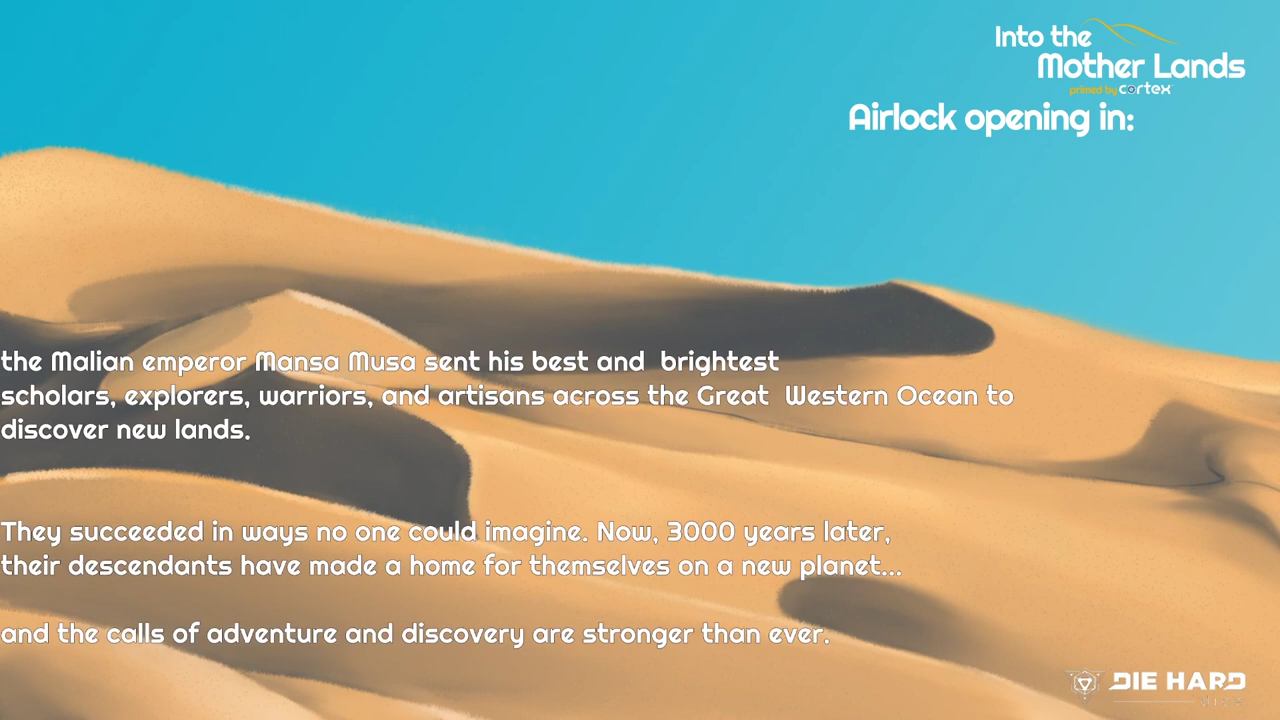 Into the
Mother Lands
primed by cortex
Airlock opening in:
the Malian emperor Mansa Musa sent his best and  brightest
scholars, explorers, warriors, and artisans across the Great  Western Ocean to
discover new lands.
They succeeded in ways no one could imagine. Now, 3000 years later,
their descendants have made a home for themselves on a new planet...
and the calls of adventure and discovery are stronger than ever.
DIE HARD